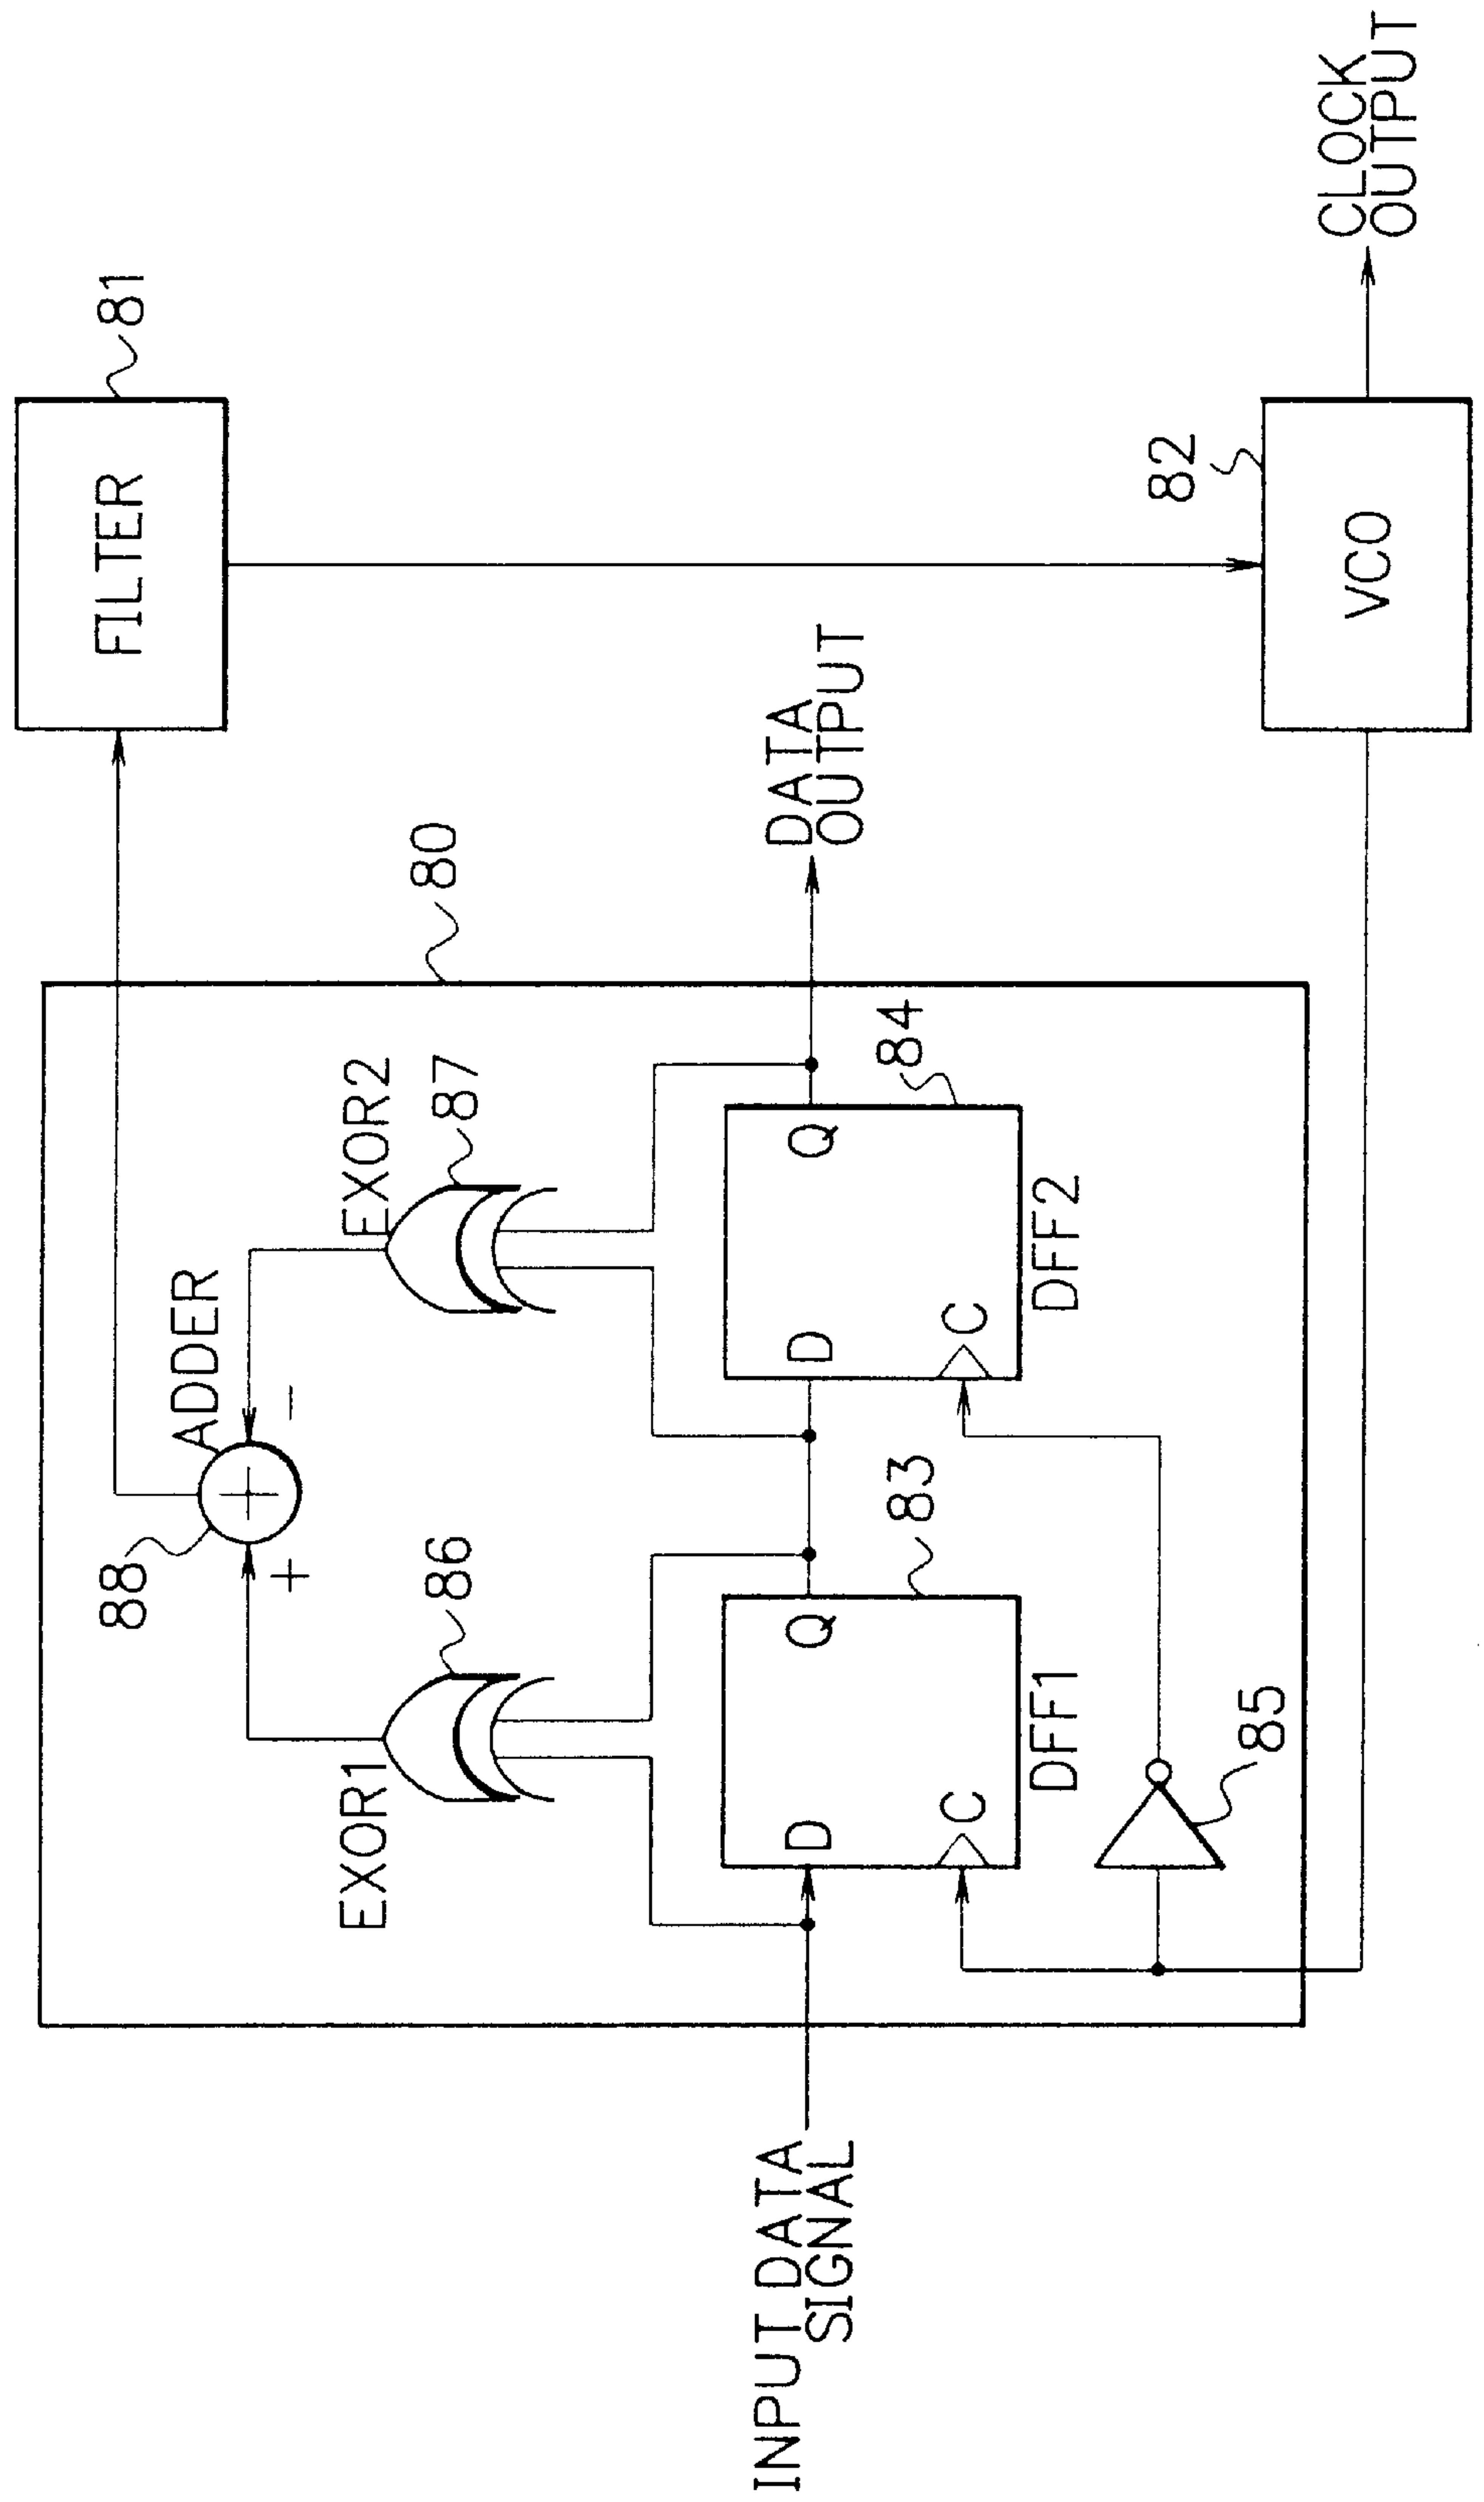 88
ADDER
FILTER
81
+
-
EXOR1
86
EXOR2
87
80
INPUT DATA
SIGNAL
D
Q
C
DFF1
83
D
Q
C
DFF2
84
DATA
OUTPUT
85
82
VCO
CLOCK
OUTPUT